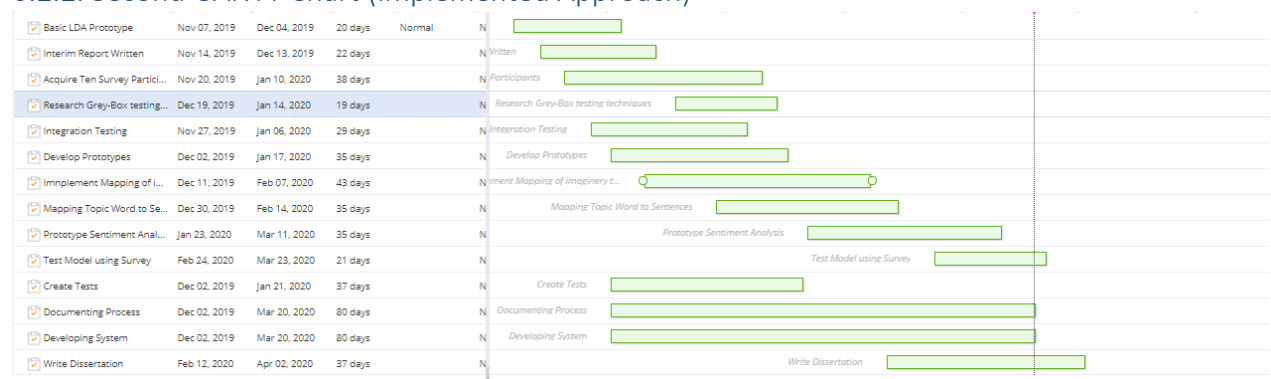 6.2.2. Second GANTT Chart (Implemented Approach)
Basic LDA Prototype Nov 07, 2019 Dec 04, 2019 20 days Normal N
Interim Report Written Nov 14, 2019 Dec 13, 2019 22 days N Written
Acquire Ten Survey Partici... Nov 20, 2019 Jan 10, 2020 38 days N Participants
Research Grey-Box testing... Dec 19, 2019 Jan 14, 2020 19 days N Research Grey-Box testing techniques
Integration Testing Nov 27, 2019 Jan 06, 2020 29 days N Integration Testing
Develop Prototypes Dec 02, 2019 Jan 17, 2020 35 days N Develop Prototypes
Imnplement Mapping of i... Dec 11, 2019 Feb 07, 2020 43 days N ement Mapping of imaginery t...
Mapping Topic Word to Se... Dec 30, 2019 Feb 14, 2020 35 days N Mapping Topic Word to Sentences
Prototype Sentiment Anal... Jan 23, 2020 Mar 11, 2020 35 days N Prototype Sentiment Analysis
Test Model using Survey Feb 24, 2020 Mar 23, 2020 21 days N Test Model using Survey
Create Tests Dec 02, 2019 Jan 21, 2020 37 days N Create Tests
Documenting Process Dec 02, 2019 Mar 20, 2020 80 days N Documenting Process
Developing System Dec 02, 2019 Mar 20, 2020 80 days N Developing System
Write Dissertation Feb 12, 2020 Apr 02, 2020 37 days N Write Dissertation